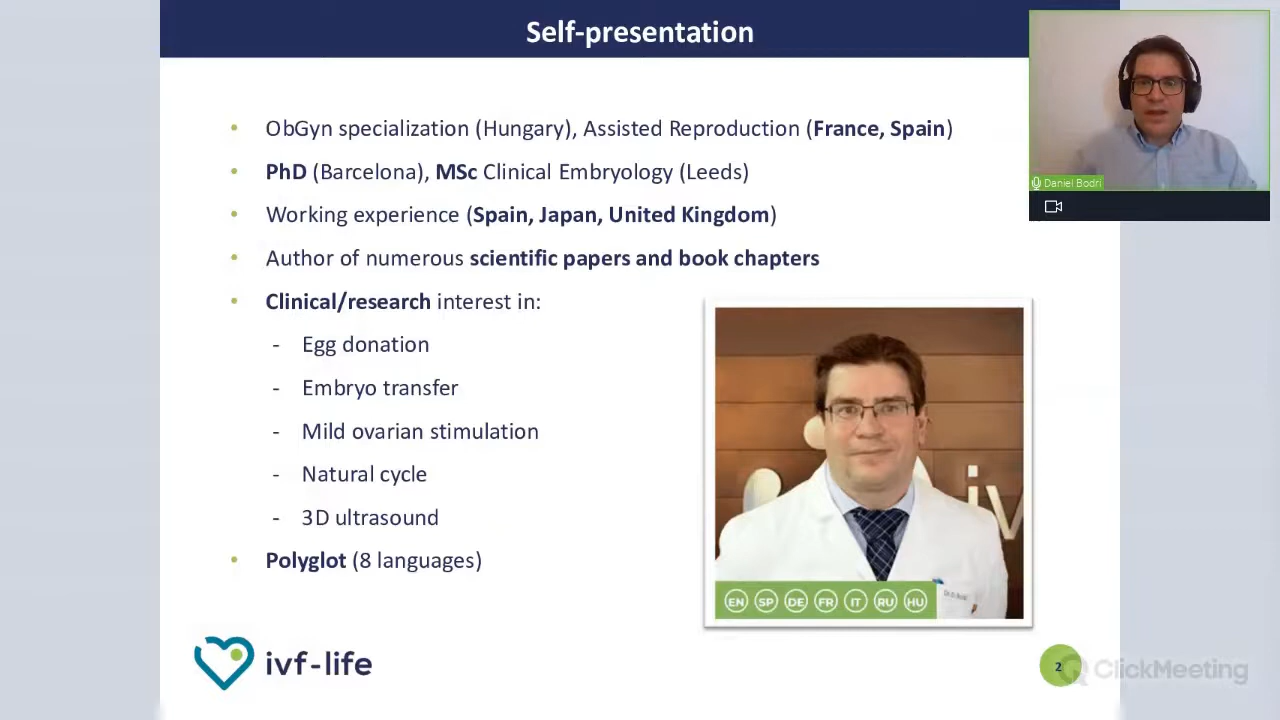 Self-presentation
• ObGyn specialization (Hungary), Assisted Reproduction (France, Spain)
• PhD (Barcelona), MSc Clinical Embryology (Leeds)
• Working experience (Spain, Japan, United Kingdom)
• Author of numerous scientific papers and book chapters
• Clinical/research interest in:
- Egg donation
- Embryo transfer
- Mild ovarian stimulation
- Natural cycle
- 3D ultrasound
• Polyglot (8 languages)
Daniel Bodri
iv
EN SP DE FR IT RU HU
ivf-life
2
ClickMeeting